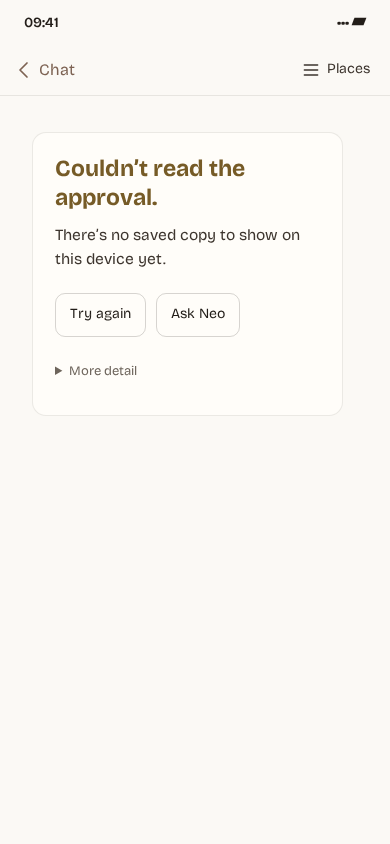 09:41
Chat
Places
Couldn’t read the
approval.
There’s no saved copy to show on
this device yet.
Try again
Ask Neo
More detail